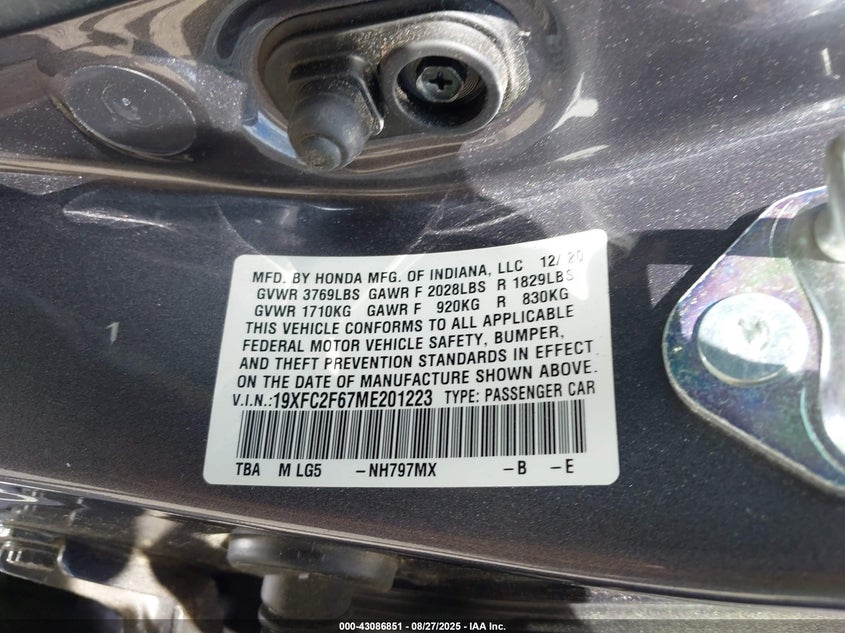 MFD. BY HONDA MFG. OF INDIANA, LLC 12/ 20
GVWR 3769LBS GAWR F 2028LBS R 1829LBS
GVWR 1710KG GAWR F 920KG R 830KG
THIS VEHICLE CONFORMS TO ALL APPLICABLE
FEDERAL MOTOR VEHICLE SAFETY, BUMPER,
AND THEFT PREVENTION STANDARDS IN EFFECT
ON THE DATE OF MANUFACTURE SHOWN ABOVE.
V.I.N.:19XFC2F67ME201223 TYPE: PASSENGER CAR
TBA M LG5 -NH797MX -B -E
000-43086851 / 08/27/2025 - IAA Inc.